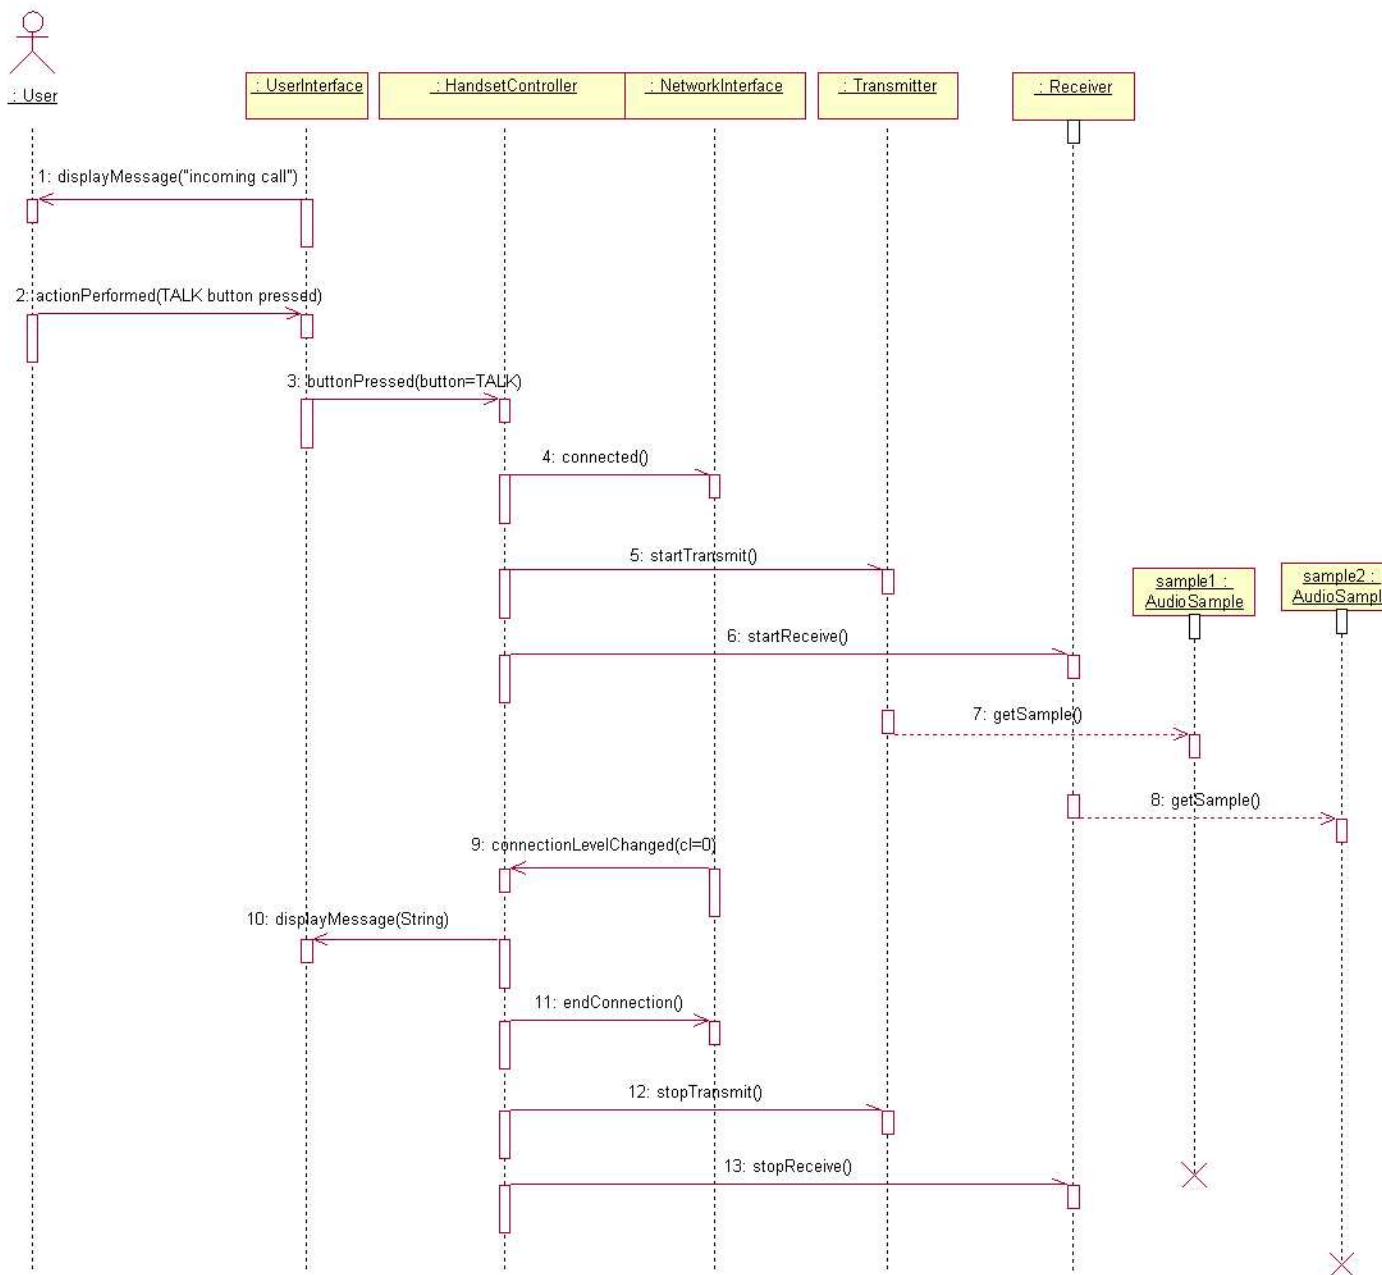 : User
: UserInterface
: HandsetController
: NetworkInterface
: Transmitter
: Receiver
1: displayMessage("incoming call")
2: actionPerformed(TALK button pressed)
3: buttonPressed(button=TALK)
4: connected()
5: startTransmit()
sample1 :
AudioSample
sample2 :
AudioSampl
6: startReceive()
7: getSample()
8: getSample()
9: connectionLevelChanged(cl=0)
10: displayMessage(String)
11: endConnection()
12: stopTransmit()
13: stopReceive()